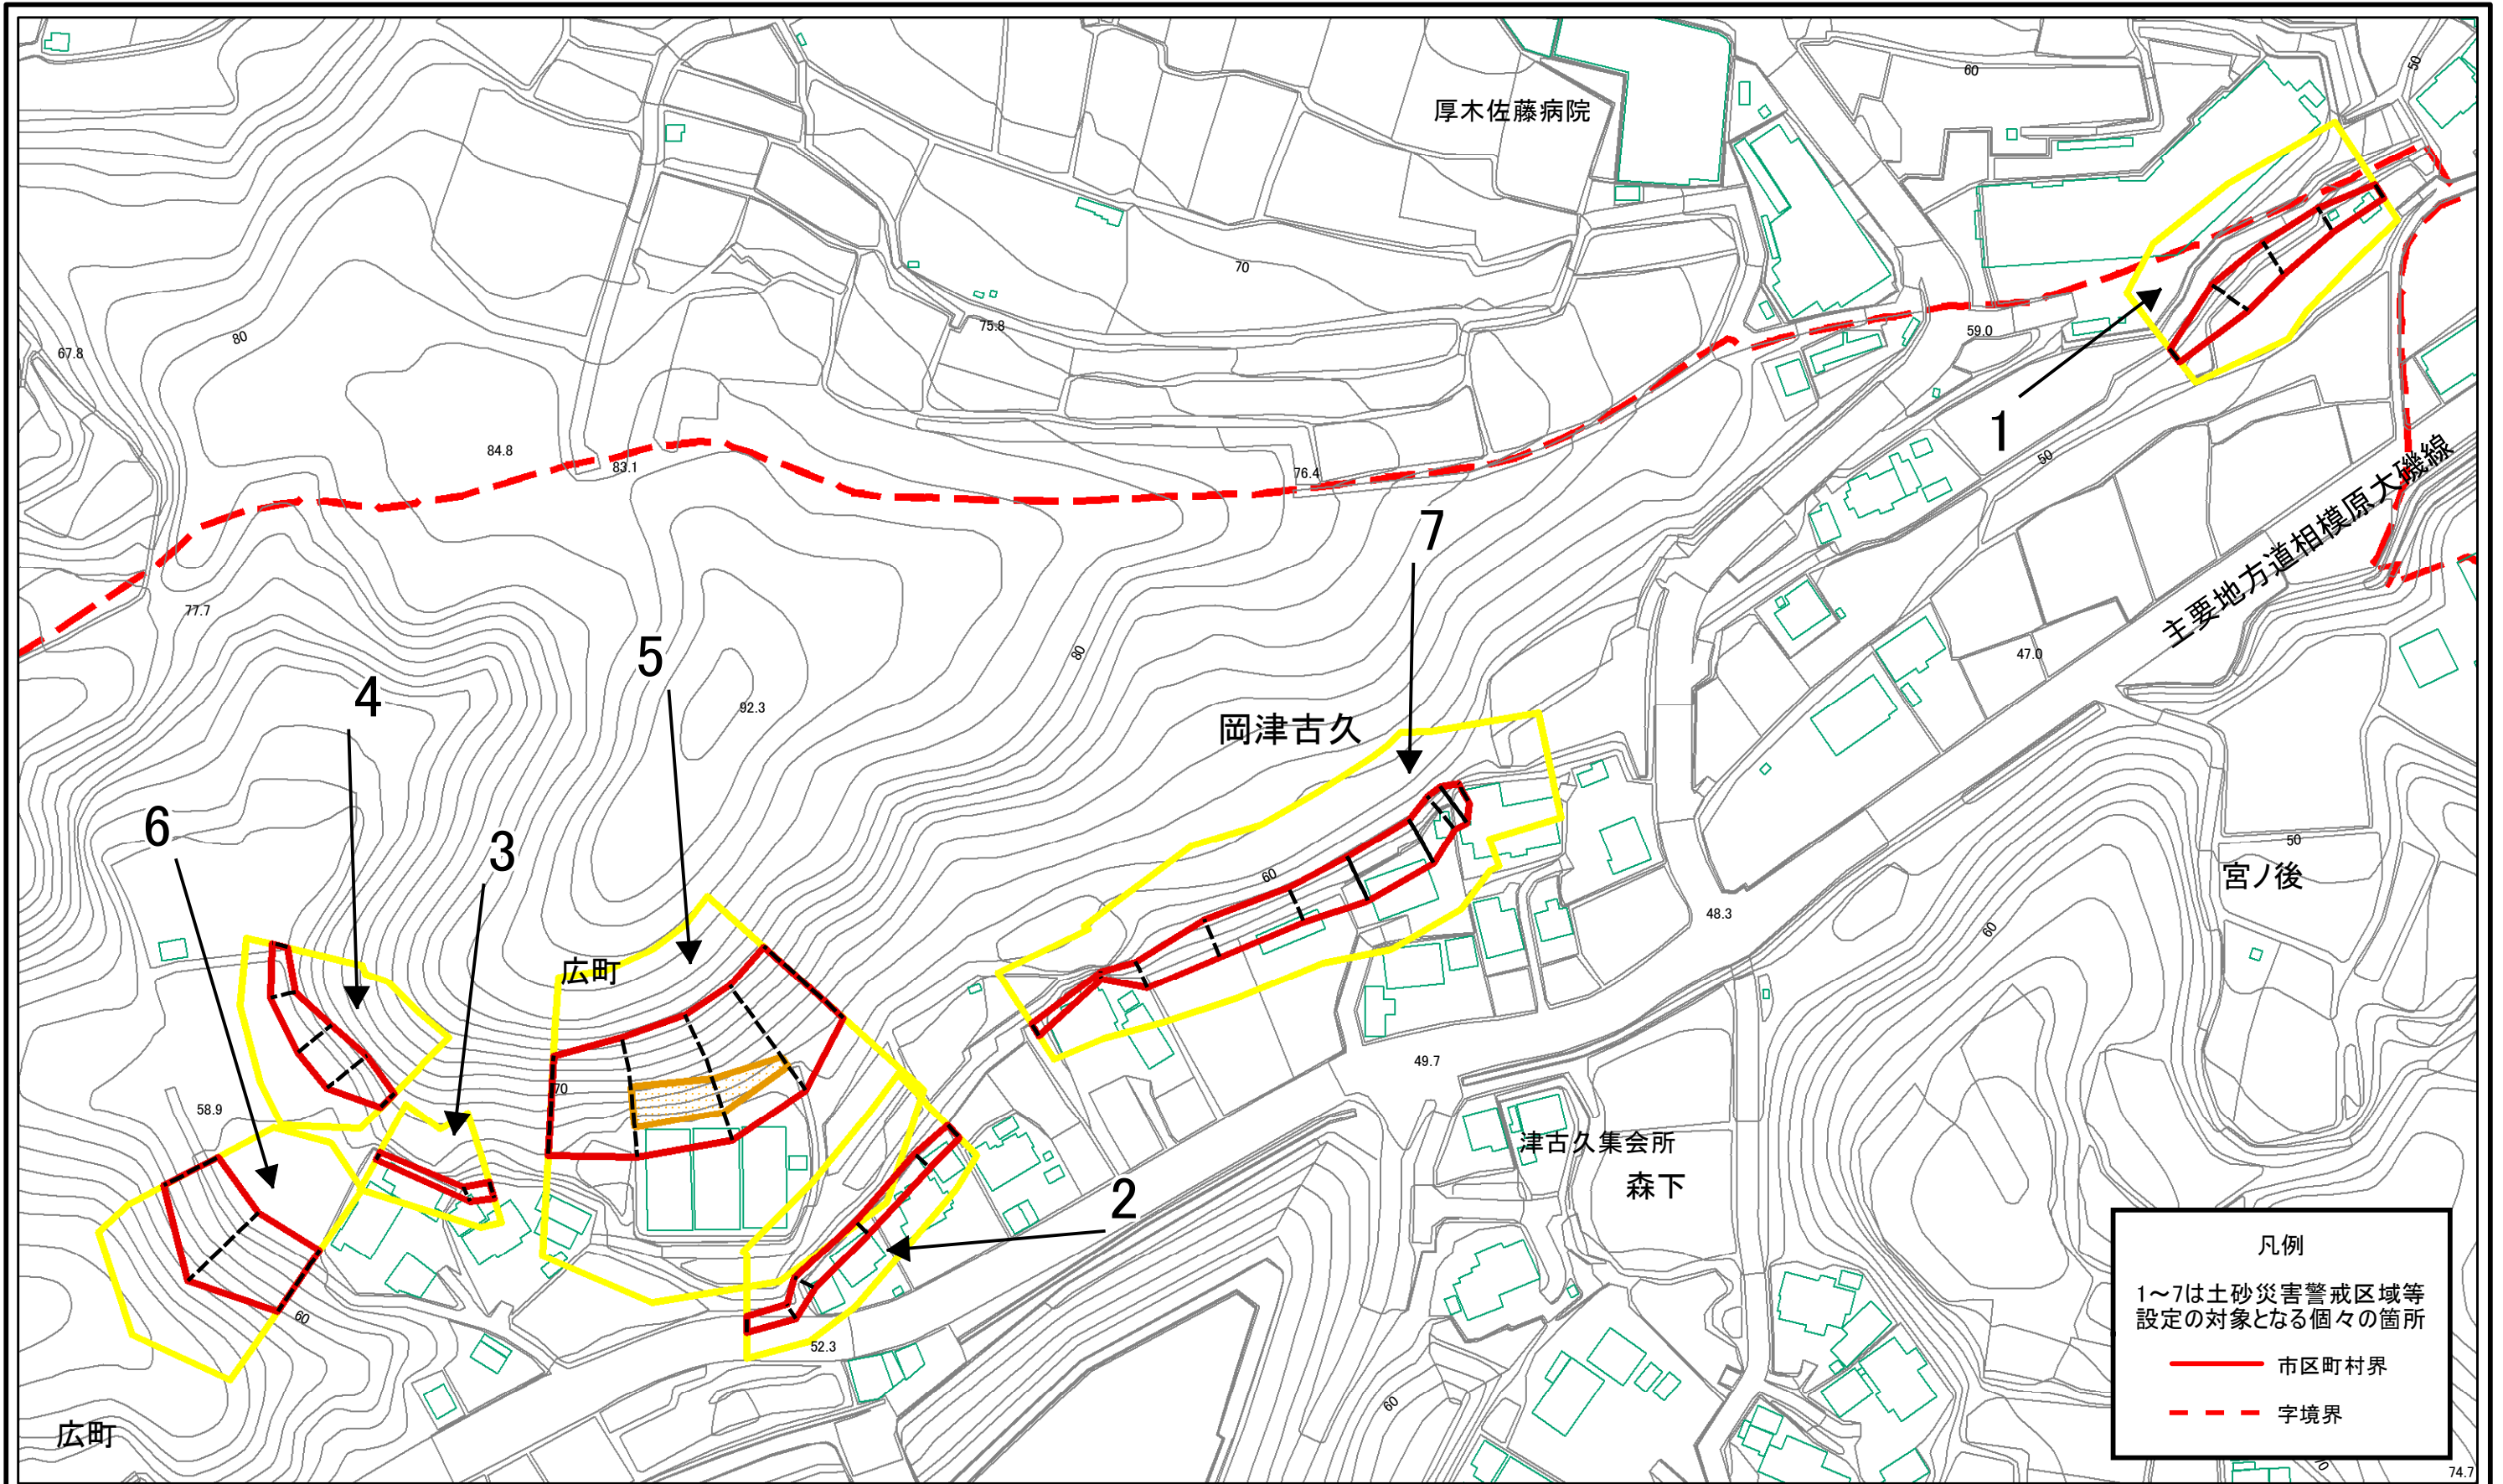 50
60
厚木佐藤病院
70
75.8
80
67.8
59.0
1
84.8
83.1
76.4
50
主要地方道相模原大磯線
7
77.7
5
80
47.0
4
92.3
岡津古久
6
3
60
50
宮ノ後
48.3
60
広町
49.7
70
58.9
津古久集会所
森下
2
60
52.3
60
広町
凡例
1～7は土砂災害警戒区域等
設定の対象となる個々の箇所
市区町村界
字境界
70
74.7